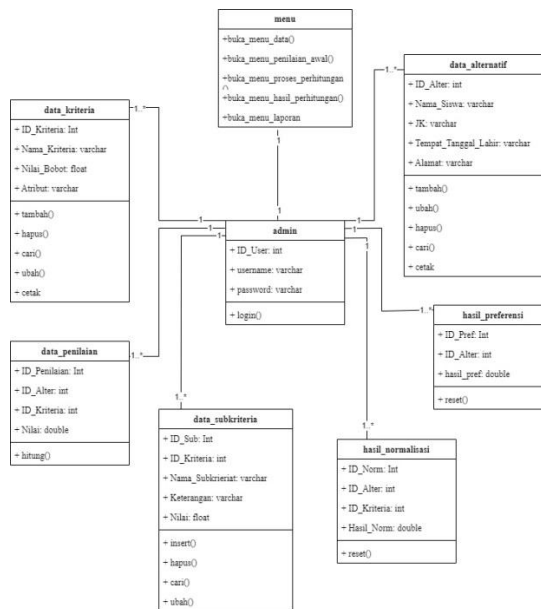 menu
+buka_menu_data()
+buka_menu_penilaian_awal()
+buka_menu_proses_perhitungan
()
+buka_menu_hasil_perhitungan()
+buka_menu_laporan
1
1
data_kriteria
+ ID_Kriteria: Int
+ Nama_Kriteria: varchar
+ Nilai_Bobot: float
+ Atribut: varchar
+ tambah()
+ hapus()
+ cari()
+ ubah()
+ cetak
1..*
1
data_alternatif
+ ID_Alter: int
+ Nama_Siswa: varchar
+ JK: varchar
+ Tempat_Tanggal_Lahir: varchar
+ Alamat: varchar
+ tambah()
+ ubah()
+ hapus()
+ cari()
+ cetak
1..*
1
admin
+ ID_User: int
+ username: varchar
+ password: varchar
+ login()
1
1
1
1
data_penilaian
+ ID_Penilaian: Int
+ ID_Alter: int
+ ID_Kriteria: int
+ Nilai: double
+ hitung()
1..*
hasil_preferensi
+ ID_Pref: Int
+ ID_Alter: int
+ hasil_pref: double
+ reset()
1..*
data_subkriteria
+ ID_Sub: Int
+ ID_Kriteria: int
+ Nama_Subkrieriat: varchar
+ Keterangan: varchar
+ Nilai: float
+ insert()
+ hapus()
+ cari()
+ ubah()
1..*
hasil_normalisasi
+ ID_Norm: Int
+ ID_Alter: int
+ ID_Kriteria: int
+ Hasil_Norm: double
+ reset()
1..*